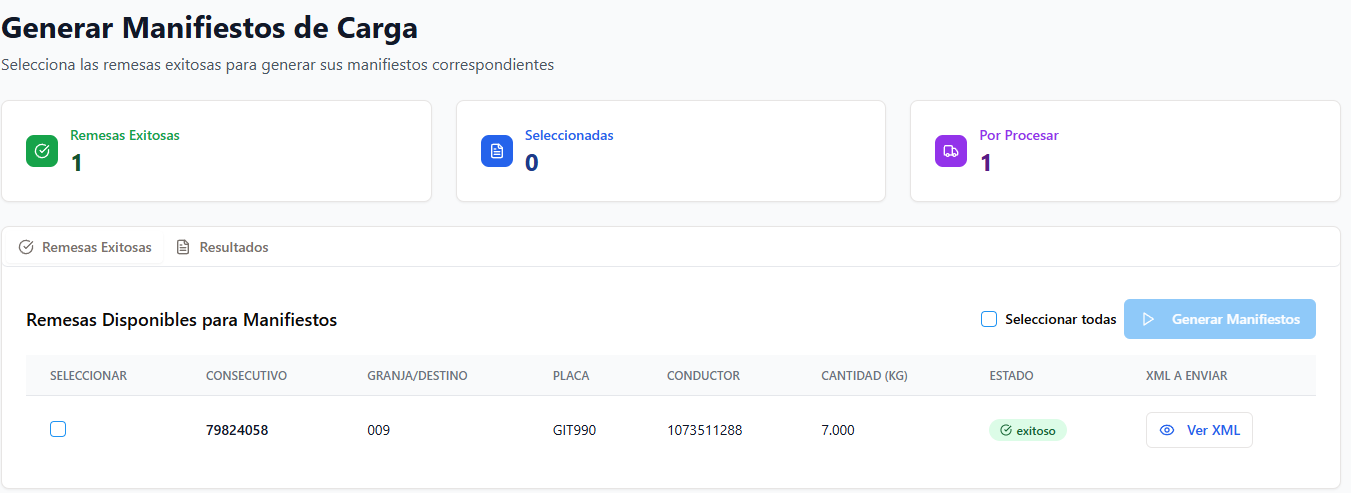 Generar Manifiestos de Carga
Selecciona las remesas exitosas para generar sus manifiestos correspondientes
Remesas Exitosas
1
Seleccionadas
0
Por Procesar
1
Remesas Exitosas Resultados
Remesas Disponibles para Manifiestos
Seleccionar todas Generar Manifiestos
SELECCIONAR CONSECUTIVO GRANJA/DESTINO PLACA CONDUCTOR CANTIDAD (KG) ESTADO XML A ENVIAR
79824058 009 GIT990 1073511288 7.000 exitoso Ver XML